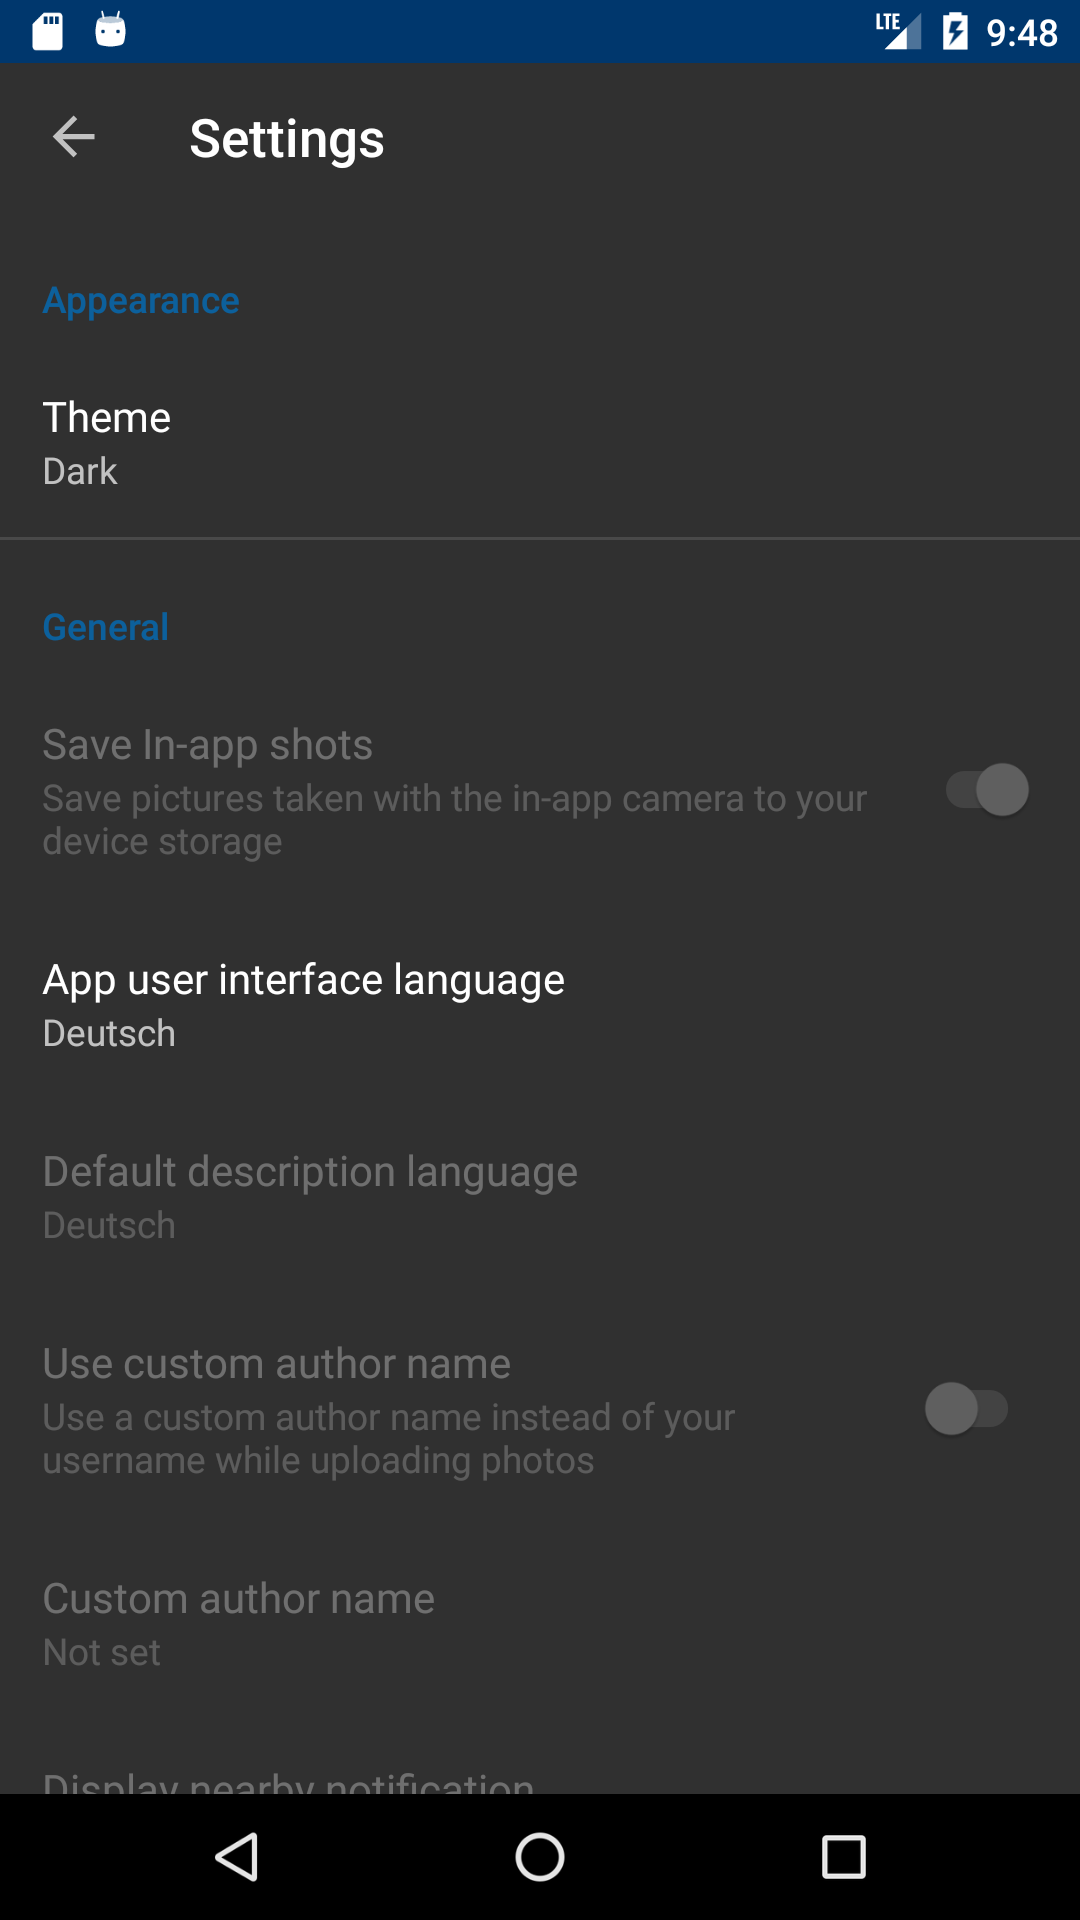 LTE 9:48
Settings
Appearance
Theme
Dark
General
Save In-app shots
Save pictures taken with the in-app camera to your
device storage
App user interface language
Deutsch
Default description language
Deutsch
Use custom author name
Use a custom author name instead of your
username while uploading photos
Custom author name
Not set
Display nearby notification